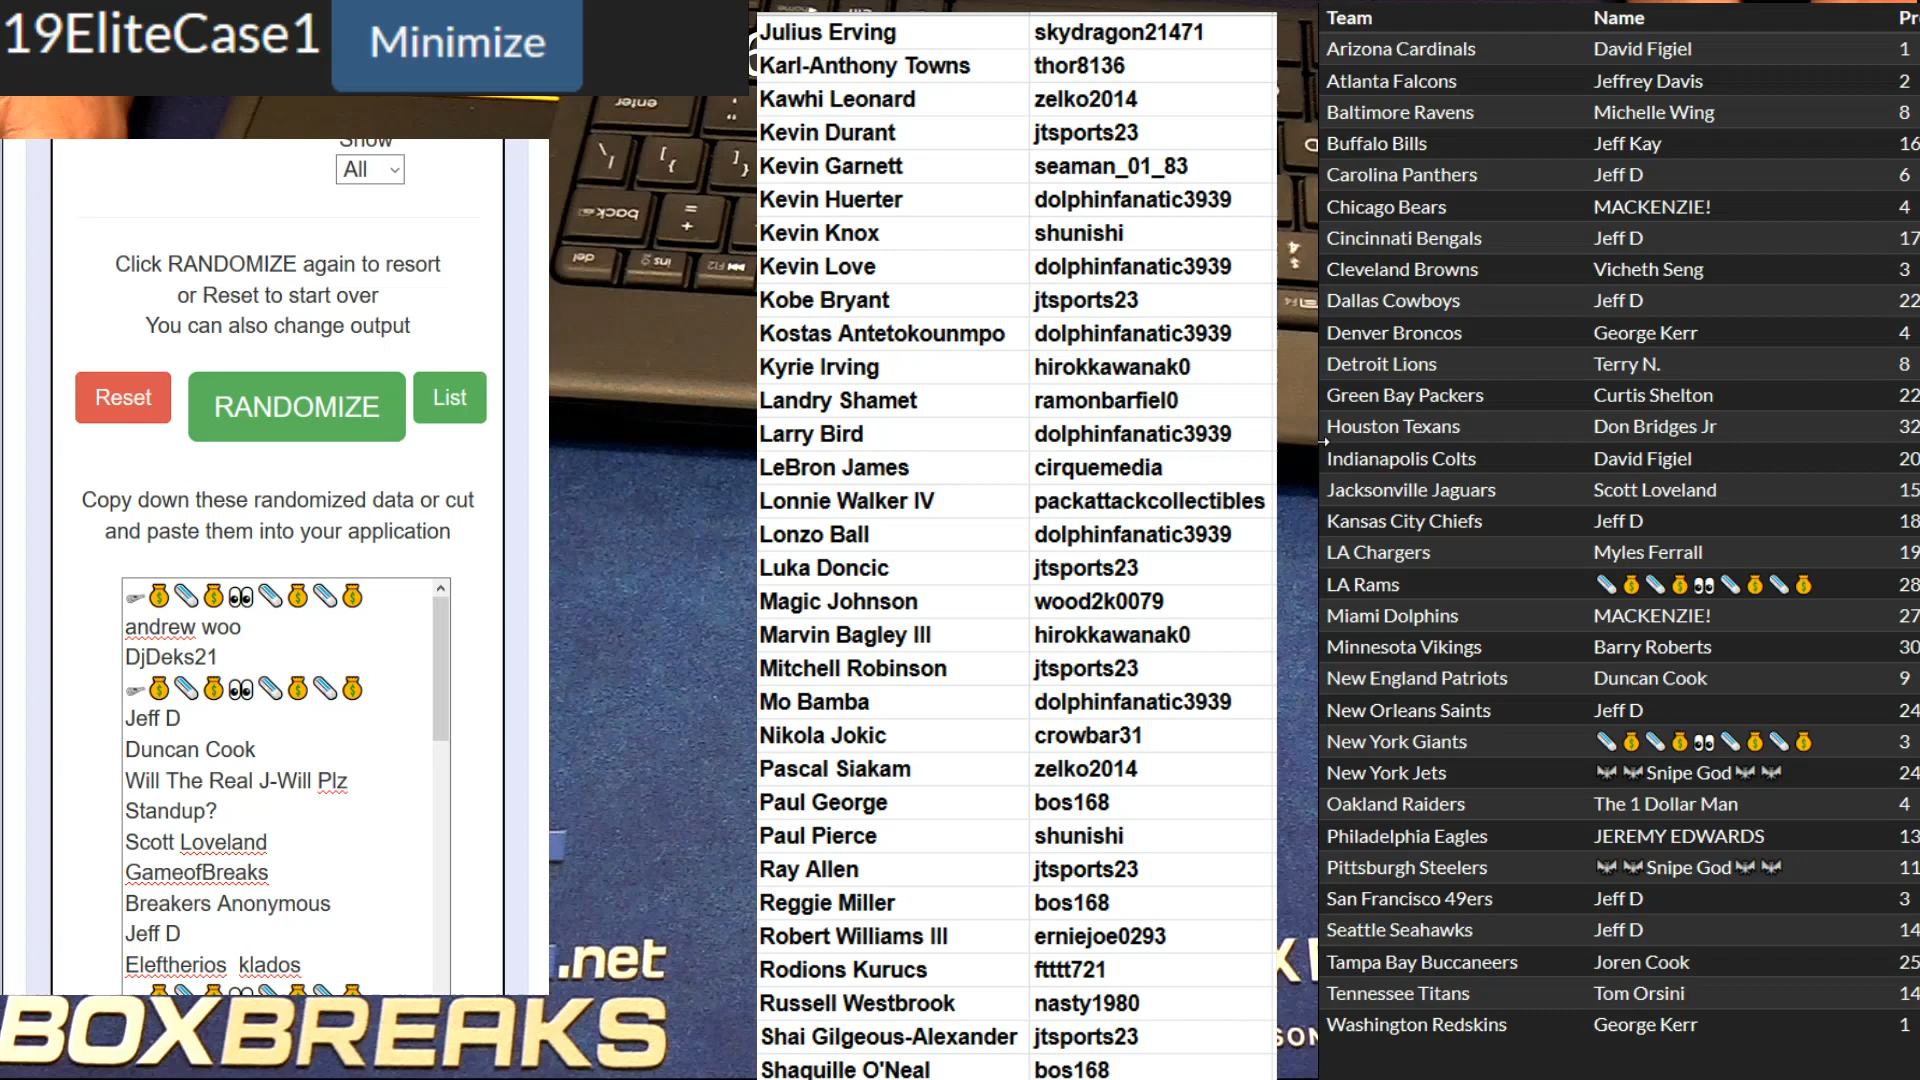 19EliteCase1 Minimize
Show
All
Click RANDOMIZE again to resort
or Reset to start over
You can also change output
Reset RANDOMIZE List
Copy down these randomized data or cut
and paste them into your application
andrew woo
DjDeks21
Jeff D
Duncan Cook
Will The Real J-Will Plz
Standup?
Scott Loveland
GameofBreaks
Breakers Anonymous
Jeff D
Eleftherios klados
.net
BOXBREAKS
Julius Erving skydragon21471
Karl-Anthony Towns thor8136
Kawhi Leonard zelko2014
Kevin Durant jtsports23
Kevin Garnett seaman_01_83
Kevin Huerter dolphinfanatic3939
Kevin Knox shunishi
Kevin Love dolphinfanatic3939
Kobe Bryant jtsports23
Kostas Antetokounmpo dolphinfanatic3939
Kyrie Irving hirokkawanak0
Landry Shamet ramonbarfiel0
Larry Bird dolphinfanatic3939
LeBron James cirquemedia
Lonnie Walker IV packattackcollectibles
Lonzo Ball dolphinfanatic3939
Luka Doncic jtsports23
Magic Johnson wood2k0079
Marvin Bagley III hirokkawanak0
Mitchell Robinson jtsports23
Mo Bamba dolphinfanatic3939
Nikola Jokic crowbar31
Pascal Siakam zelko2014
Paul George bos168
Paul Pierce shunishi
Ray Allen jtsports23
Reggie Miller bos168
Robert Williams III erniejoe0293
Rodions Kurucs fttttt721
Russell Westbrook nasty1980
Shai Gilgeous-Alexander jtsports23
Shaquille O'Neal bos168
Team Name Pr
Arizona Cardinals David Figiel 1
Atlanta Falcons Jeffrey Davis 2
Baltimore Ravens Michelle Wing 8
Buffalo Bills Jeff Kay 16
Carolina Panthers Jeff D 6
Chicago Bears MACKENZIE! 4
Cincinnati Bengals Jeff D 17
Cleveland Browns Vicheth Seng 3
Dallas Cowboys Jeff D 22
Denver Broncos George Kerr 4
Detroit Lions Terry N. 8
Green Bay Packers Curtis Shelton 22
Houston Texans Don Bridges Jr 32
Indianapolis Colts David Figiel 20
Jacksonville Jaguars Scott Loveland 15
Kansas City Chiefs Jeff D 18
LA Chargers Myles Ferrall 19
LA Rams 28
Miami Dolphins MACKENZIE! 27
Minnesota Vikings Barry Roberts 30
New England Patriots Duncan Cook 9
New Orleans Saints Jeff D 24
New York Giants 3
New York Jets Snipe God 24
Oakland Raiders The 1 Dollar Man 4
Philadelphia Eagles JEREMY EDWARDS 13
Pittsburgh Steelers Snipe God 11
San Francisco 49ers Jeff D 3
Seattle Seahawks Jeff D 14
Tampa Bay Buccaneers Joren Cook 25
Tennessee Titans Tom Orsini 14
Washington Redskins George Kerr 1